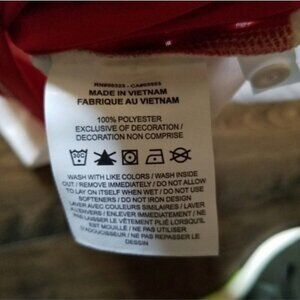 MADE IN VIETNAM
FABRIQUE AU VIETNAM
100% POLYESTER
EXCLUSIVE OF DECORATION /
DECORATION NON COMPRISE
WASH WITH LIKE COLORS / WASH INSIDE
OUT / REMOVE IMMEDIATELY / DO NOT ALLOW
TO LAY ON ITSELF WHEN WET / DO NOT USE
SOFTENERS / DO NOT IRON DESIGN
LAVER AVEC COULEURS SIMILAIRES / LAVER
À L'ENVERS / ENLEVER IMMÉDIATEMENT / NE
PAS LAISSER LE VÊTEMENT PLIÉ LORSQU'IL
EST MOUILLÉ / NE PAS UTILISER
D'ADOUCISSEUR / NE PAS REPASSER LE
DESSIN